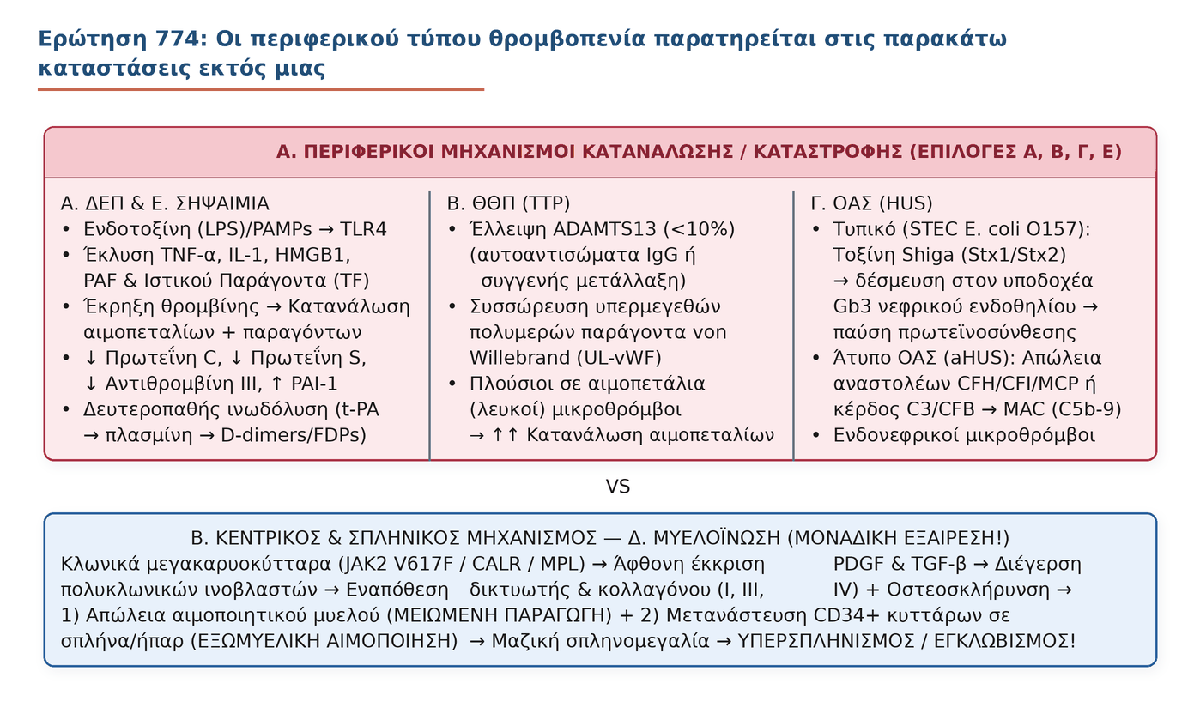 Ερώτηση 774: Οι περιφερικού τύπου θρομβοπενία παρατηρείται στις παρακάτω
καταστάσεις εκτός μιας
Α. ΠΕΡΙΦΕΡΙΚΟΙ ΜΗΧΑΝΙΣΜΟΙ ΚΑΤΑΝΑΛΩΣΗΣ / ΚΑΤΑΣΤΡΟΦΗΣ (ΕΠΙΛΟΓΕΣ Α, Β, Γ, Ε)
Α. ΔΕΠ & Ε. ΣΗΨΑΙΜΙΑ
• Ενδοτοξίνη (LPS)/PAMPs → TLR4
• Έκλυση TNF-α, IL-1, HMGB1,
PAF & Ιστικού Παράγοντα (TF)
• Έκρηξη θρομβίνης → Κατανάλωση
αιμοπεταλίων + παραγόντων
• ↓ Πρωτεΐνη C, ↓ Πρωτεΐνη S,
↓ Αντιθρομβίνη III, ↑ PAI-1
• Δευτεροπαθής ινωδόλυση (t-PA
→ πλασμίνη → D-dimers/FDPs)
Β. ΘΘΠ (TTP)
• Έλλειψη ADAMTS13 (<10%)
(αυτοαντισώματα IgG ή
συγγενής μετάλλαξη)
• Συσσώρευση υπερμεγεθών
πολυμερών παράγοντα von
Willebrand (UL-vWF)
• Πλούσιοι σε αιμοπετάλια
(λευκοί) μικροθρόμβοι
→ ↑↑ Κατανάλωση αιμοπεταλίων
Γ. ΟΑΣ (HUS)
• Τυπικό (STEC E. coli O157):
Τοξίνη Shiga (Stx1/Stx2)
→ δέσμευση στον υποδοχέα
Gb3 νεφρικού ενδοθηλίου →
παύση πρωτεϊνοσύνθεσης
• Άτυπο ΟΑΣ (aHUS): Απώλεια
αναστολέων CFH/CFI/MCP ή
κέρδος C3/CFB → MAC (C5b-9)
• Ενδονεφρικοί μικροθρόμβοι
VS
Β. ΚΕΝΤΡΙΚΟΣ & ΣΠΛΗΝΙΚΟΣ ΜΗΧΑΝΙΣΜΟΣ — Δ. ΜΥΕΛΟΪΝΩΣΗ (ΜΟΝΑΔΙΚΗ ΕΞΑΙΡΕΣΗ!)
Κλωνικά μεγακαρυοκύτταρα (JAK2 V617F / CALR / MPL) → Άφθονη έκκριση PDGF & TGF-β → Διέγερση
πολυκλωνικών ινοβλαστών → Εναπόθεση δικτυωτής & κολλαγόνου (I, III, IV) + Οστεοσκλήρυνση →
1) Απώλεια αιμοποιητικού μυελού (ΜΕΙΩΜΕΝΗ ΠΑΡΑΓΩΓΗ) + 2) Μετανάστευση CD34+ κυττάρων σε
σπλήνα/ήπαρ (ΕΞΩΜΥΕΛΙΚΗ ΑΙΜΟΠΟΙΗΣΗ) → Μαζική σπληνομεγαλία → ΥΠΕΡΣΠΛΗΝΙΣΜΟΣ / ΕΓΚΛΩΒΙΣΜΟΣ!